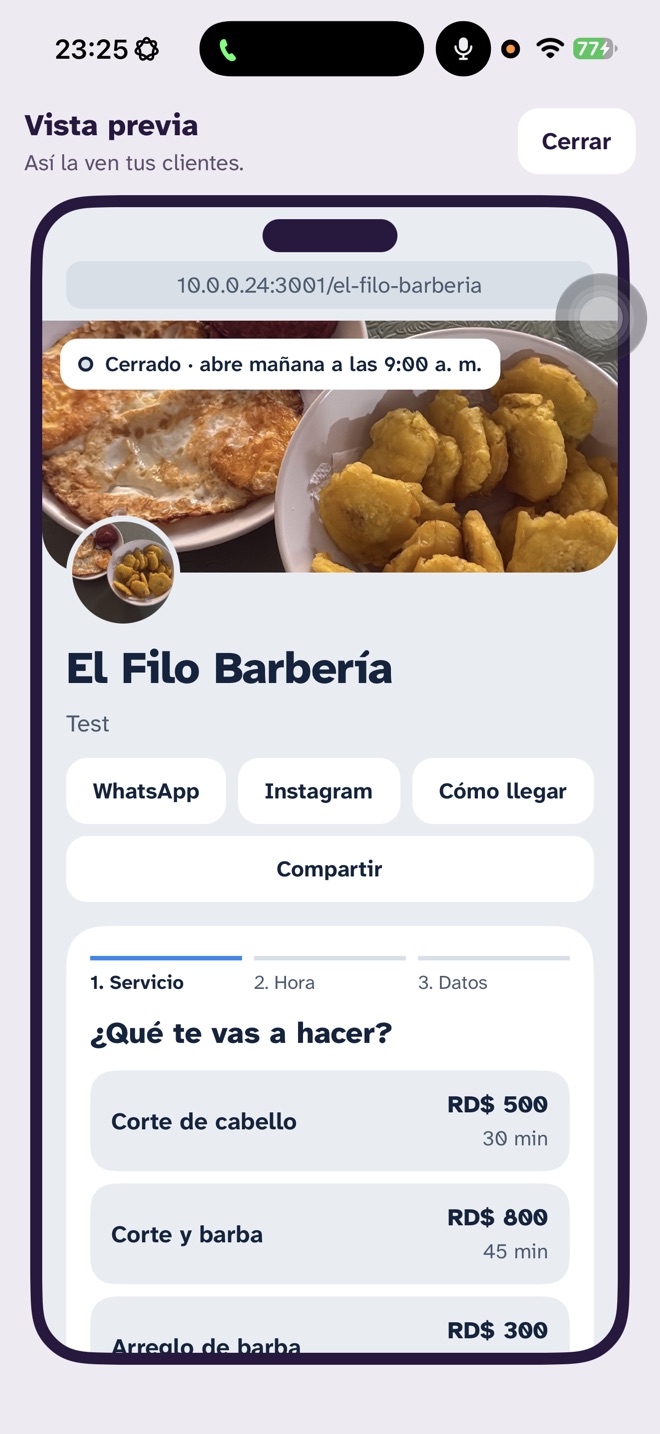 23:25
77
Vista previa
Así la ven tus clientes.
Cerrar
10.0.0.24:3001/el-filo-barberia
Cerrado · abre mañana a las 9:00 a. m.
El Filo Barbería
Test
WhatsApp
Instagram
Cómo llegar
Compartir
1. Servicio
2. Hora
3. Datos
¿Qué te vas a hacer?
Corte de cabello
RD$ 500
30 min
Corte y barba
RD$ 800
45 min
Arreglo de barba
RD$ 300